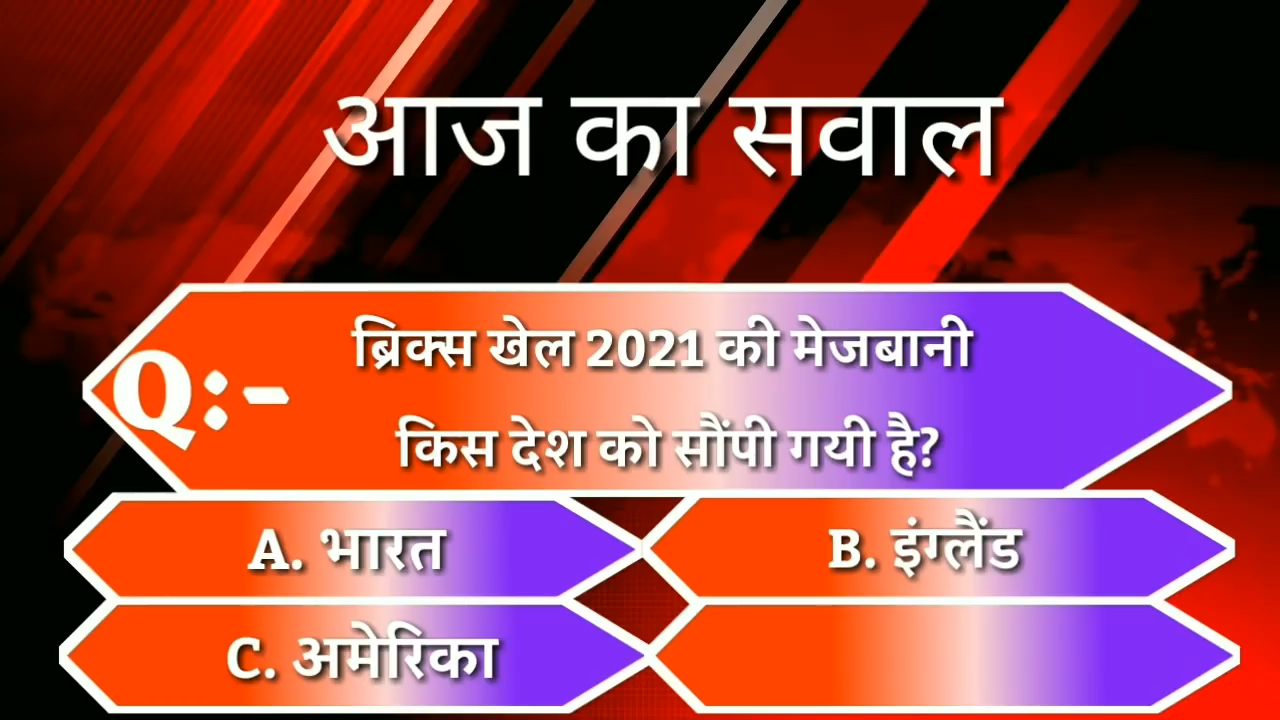 आज का सवाल
Q:-
ब्रिक्स खेल 2021 की मेजबानी
किस देश को सौंपी गयी है?
A. भारत
B. इंग्लैंड
C. अमेरिका